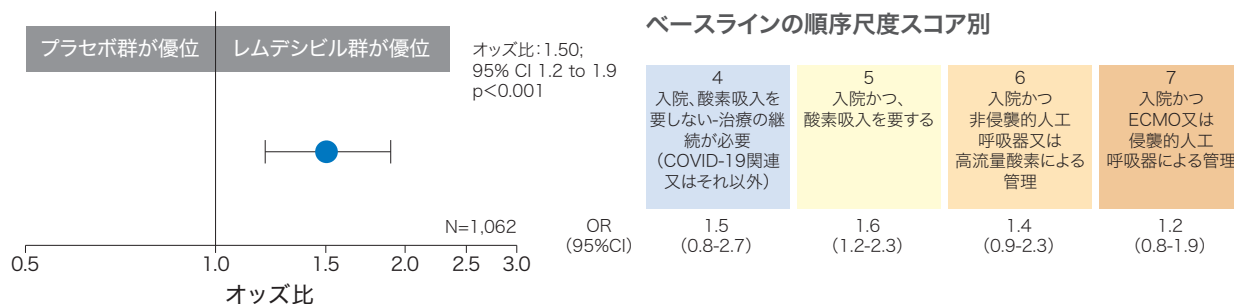 プラセボ群が優位
レムデシビル群が優位
オッズ比：1.50;
95% CI 1.2 to 1.9
p<0.001
N=1,062
0.5
1.0
1.5
2.0
2.5
3.0
オッズ比
ベースラインの順序尺度スコア別
4
入院、酸素吸入を
要しない-治療の継
続が必要
（COVID-19関連
又はそれ以外）
5
入院かつ、
酸素吸入を要する
6
入院かつ
非侵襲的人工
呼吸器又は
高流量酸素による
管理
7
入院かつ
ECMO又は
侵襲的人工
呼吸器による管理
OR
(95%CI)
1.5
(0.8-2.7)
1.6
(1.2-2.3)
1.4
(0.9-2.3)
1.2
(0.8-1.9)